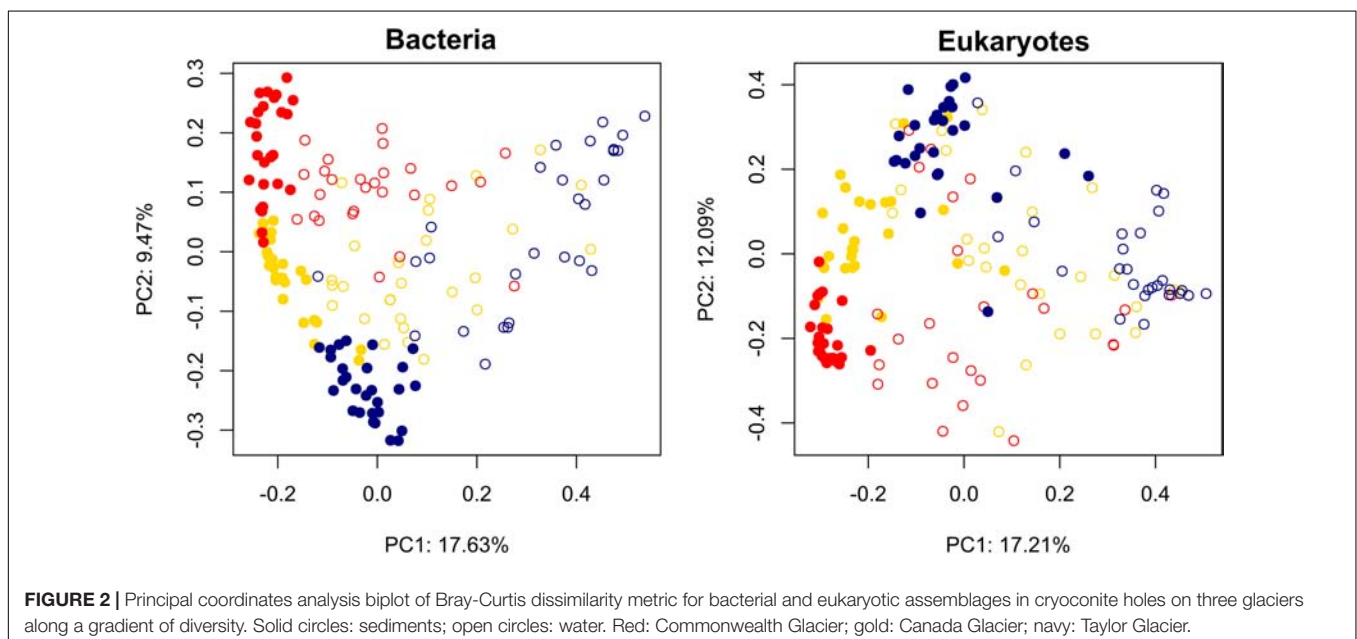 Bacteria
Eukaryotes
PC2: 9.47%
0.3
0.2
0.1
0.0
-0.1
-0.2
-0.3
-0.2 0.0 0.2 0.4
PC1: 17.63%
PC2: 12.09%
0.4
0.2
0.0
-0.2
-0.4
-0.2 0.0 0.2 0.4
PC1: 17.21%
FIGURE 2 | Principal coordinates analysis biplot of Bray-Curtis dissimilarity metric for bacterial and eukaryotic assemblages in cryoconite holes on three glaciers
along a gradient of diversity. Solid circles: sediments; open circles: water. Red: Commonwealth Glacier; gold: Canada Glacier; navy: Taylor Glacier.